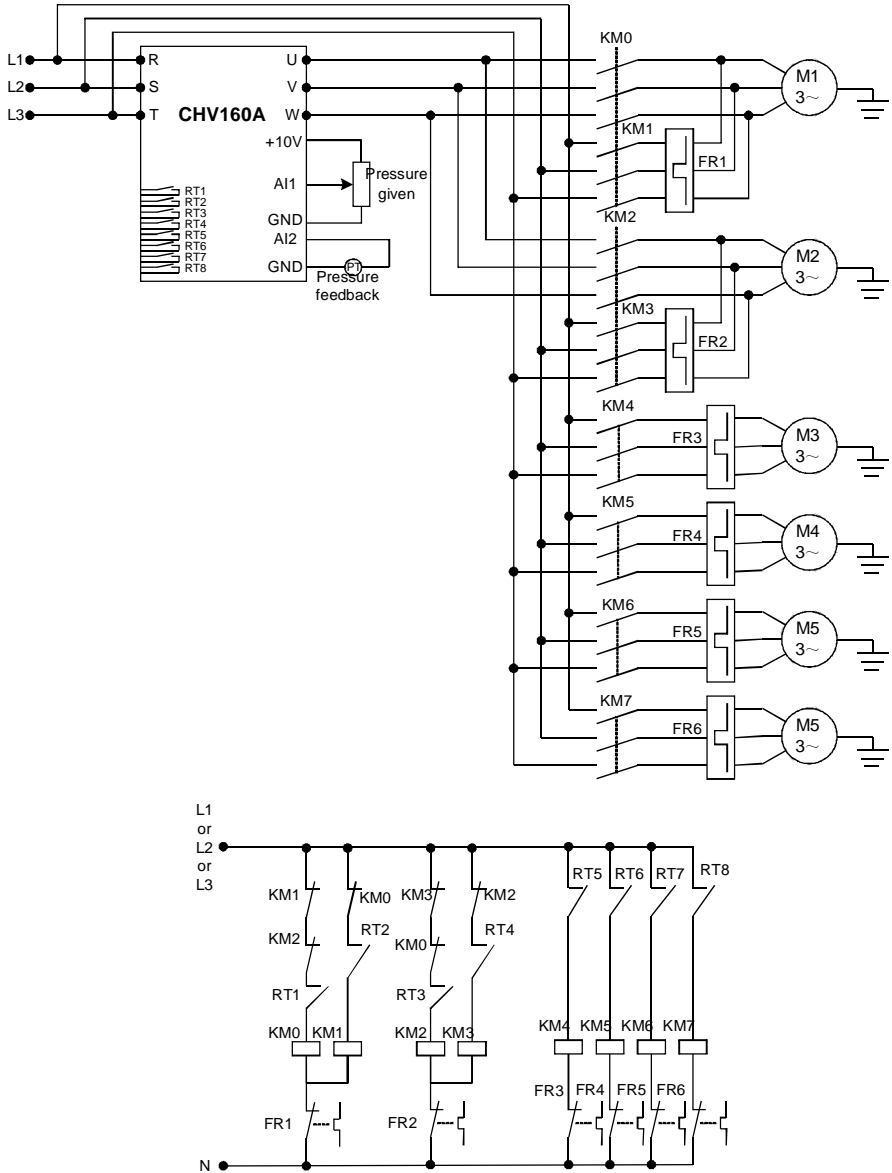 KM0
L1
R
U
M1
3~
L2
S
V
L3
T
CHV160A
W
+10V
KM1
FR1
AI1
Pressure
given
RT1
RT2
RT3
RT4
RT5
RT6
RT7
RT8
GND
AI2
GND
PT
Pressure
feedback
KM2
M2
3~
KM3
FR2
KM4
FR3
M3
3~
KM5
FR4
M4
3~
KM6
FR5
M5
3~
KM7
FR6
M5
3~
L1
or
L2
or
L3
KM1
KM0
KM3
KM2
RT5
RT6
RT7
RT8
KM2
RT2
KM0
RT4
RT1
RT3
KM0
KM1
KM2
KM3
KM4
KM5
KM6
KM7
FR1
FR2
FR3
FR4
FR5
FR6
N